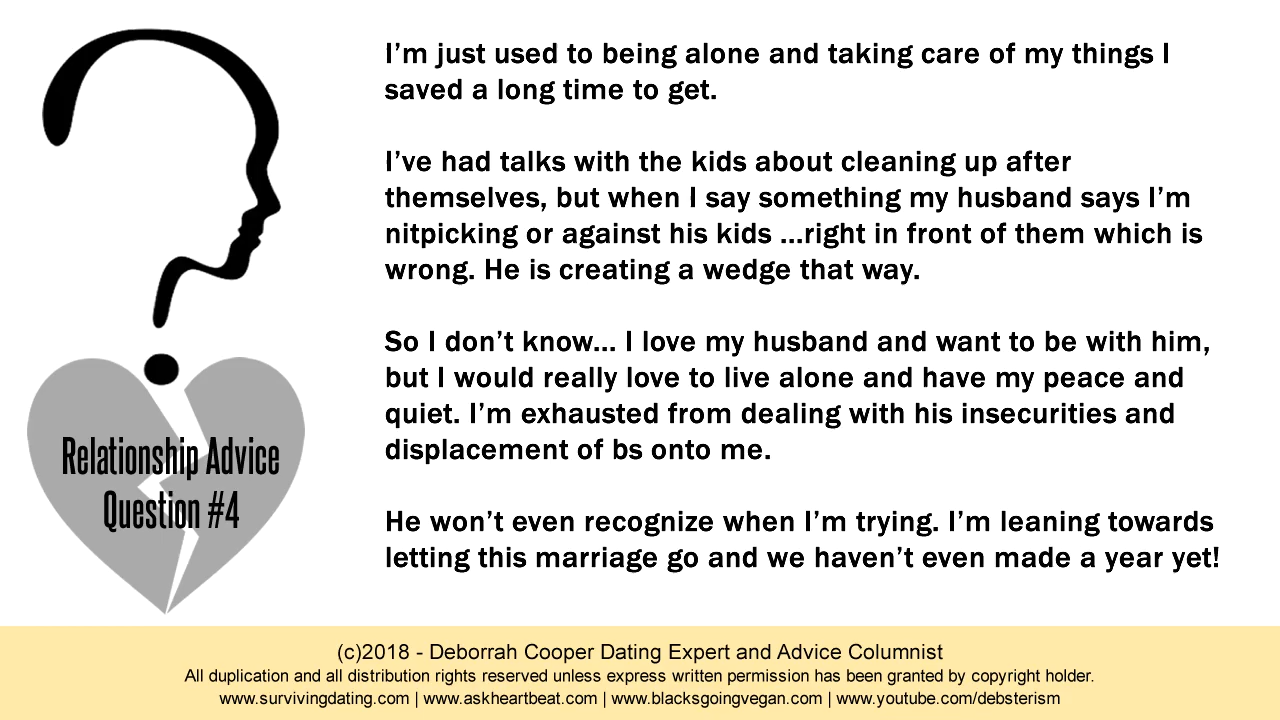 I'm just used to being alone and taking care of my things I
saved a long time to get.
I've had talks with the kids about cleaning up after
themselves, but when I say something my husband says I'm
nitpicking or against his kids ...right in front of them which is
wrong. He is creating a wedge that way.
So I don't know... I love my husband and want to be with him,
but I would really love to live alone and have my peace and
quiet. I'm exhausted from dealing with his insecurities and
displacement of bs onto me.
He won't even recognize when I'm trying. I'm leaning towards
letting this marriage go and we haven't even made a year yet!
Relationship Advice
Question #4
(c)2018 - Deborrah Cooper Dating Expert and Advice Columnist
All duplication and all distribution rights reserved unless express written permission has been granted by copyright holder.
www.survivingdating.com | www.askheartbeat.com | www.blacksgoingvegan.com | www.youtube.com/debsterism